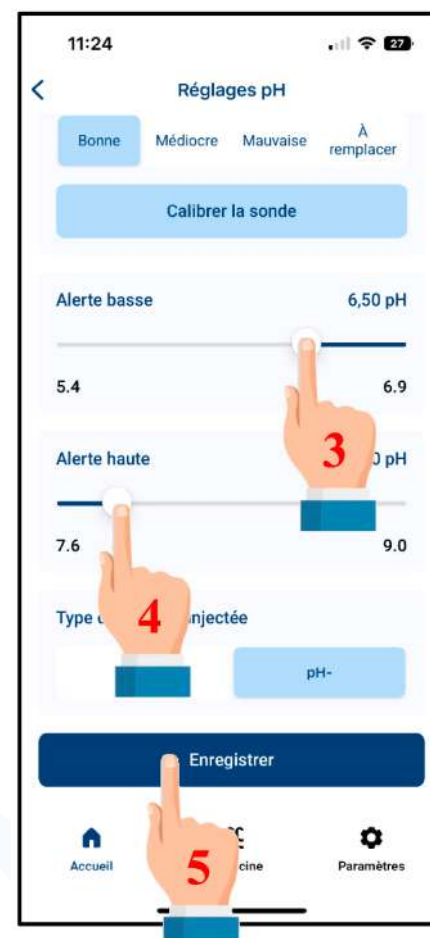 11:24
27
Réglages pH
Bonne Médiocre Mauvaise À remplacer
Calibrer la sonde
Alerte basse 6,50 pH
5.4 6.9
3
Alerte haute pH
7.6 9.0
4
Type
pH-
Enregistrer
5
Accueil Paramètres